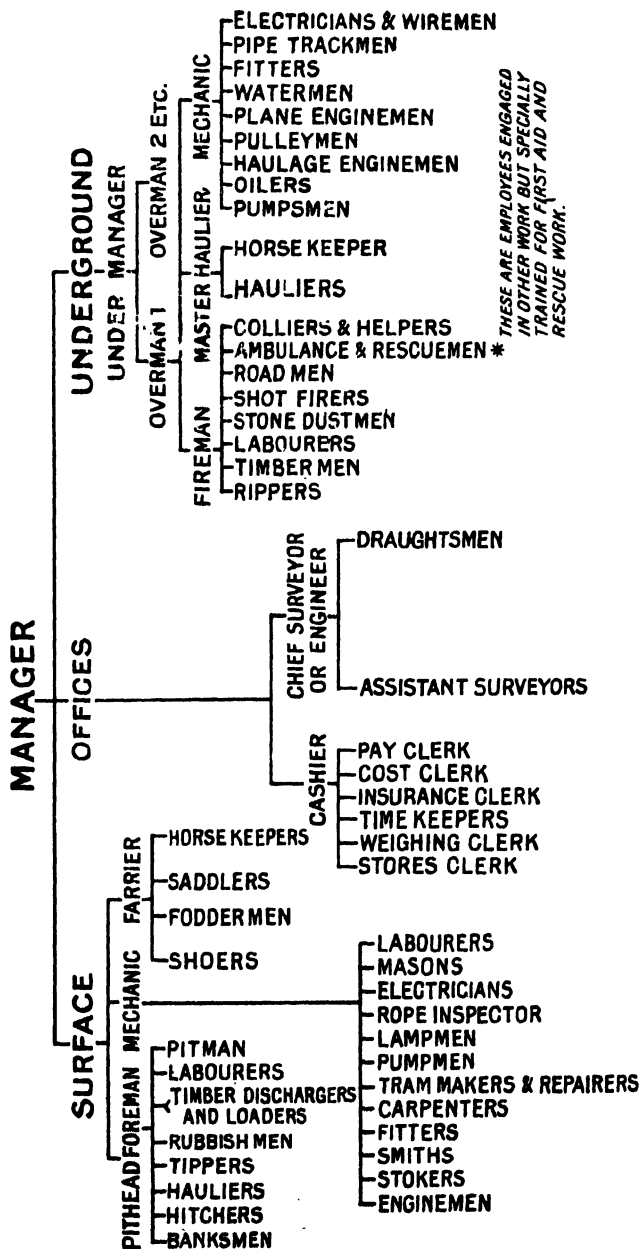 MANAGER
UNDERGROUND
UNDER MANAGER
OVERMAN 1
OVERMAN 2 ETC.
MECHANIC
ELECTRICIANS & WIREMEN
PIPE TRACKMEN
FITTERS
WATERMEN
PLANE ENGINEMEN
PULLEYMEN
HAULAGE ENGINEMEN
OILERS
PUMPSMEN
MASTER HAULIER
HORSE KEEPER
HAULIERS
FIREMAN
COLLIERS & HELPERS
AMBULANCE & RESCUEMEN *
ROAD MEN
SHOT FIRERS
STONE DUSTMEN
LABOURERS
TIMBER MEN
RIPPERS
THESE ARE EMPLOYEES ENGAGED
IN OTHER WORK BUT SPECIALLY
TRAINED FOR FIRST AID AND
RESCUE WORK.
OFFICES
CHIEF SURVEYOR
OR ENGINEER
DRAUGHTSMEN
ASSISTANT SURVEYORS
CASHIER
PAY CLERK
COST CLERK
INSURANCE CLERK
TIME KEEPERS
WEIGHING CLERK
STORES CLERK
SURFACE
FARRIER
HORSE KEEPERS
SADDLERS
FODDER MEN
SHOERS
MECHANIC
LABOURERS
MASONS
ELECTRICIANS
ROPE INSPECTOR
LAMPMEN
PUMPMEN
TRAM MAKERS & REPAIRERS
CARPENTERS
FITTERS
SMITHS
STOKERS
ENGINEMEN
PITHEAD FOREMAN
PITMAN
LABOURERS
TIMBER DISCHARGERS
AND LOADERS
RUBBISH MEN
TIPPERS
HAULIERS
HITCHERS
BANKSMEN